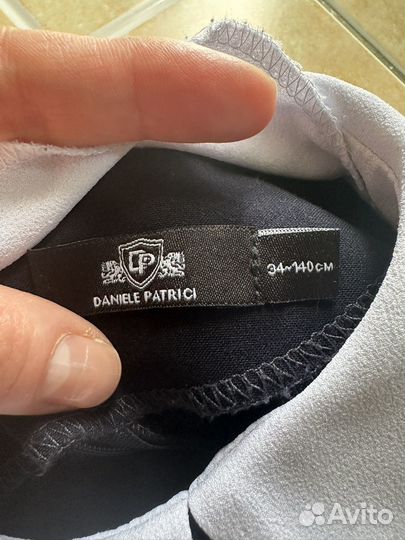 DP
DANIELE PATRICI
34~140CM
Avito